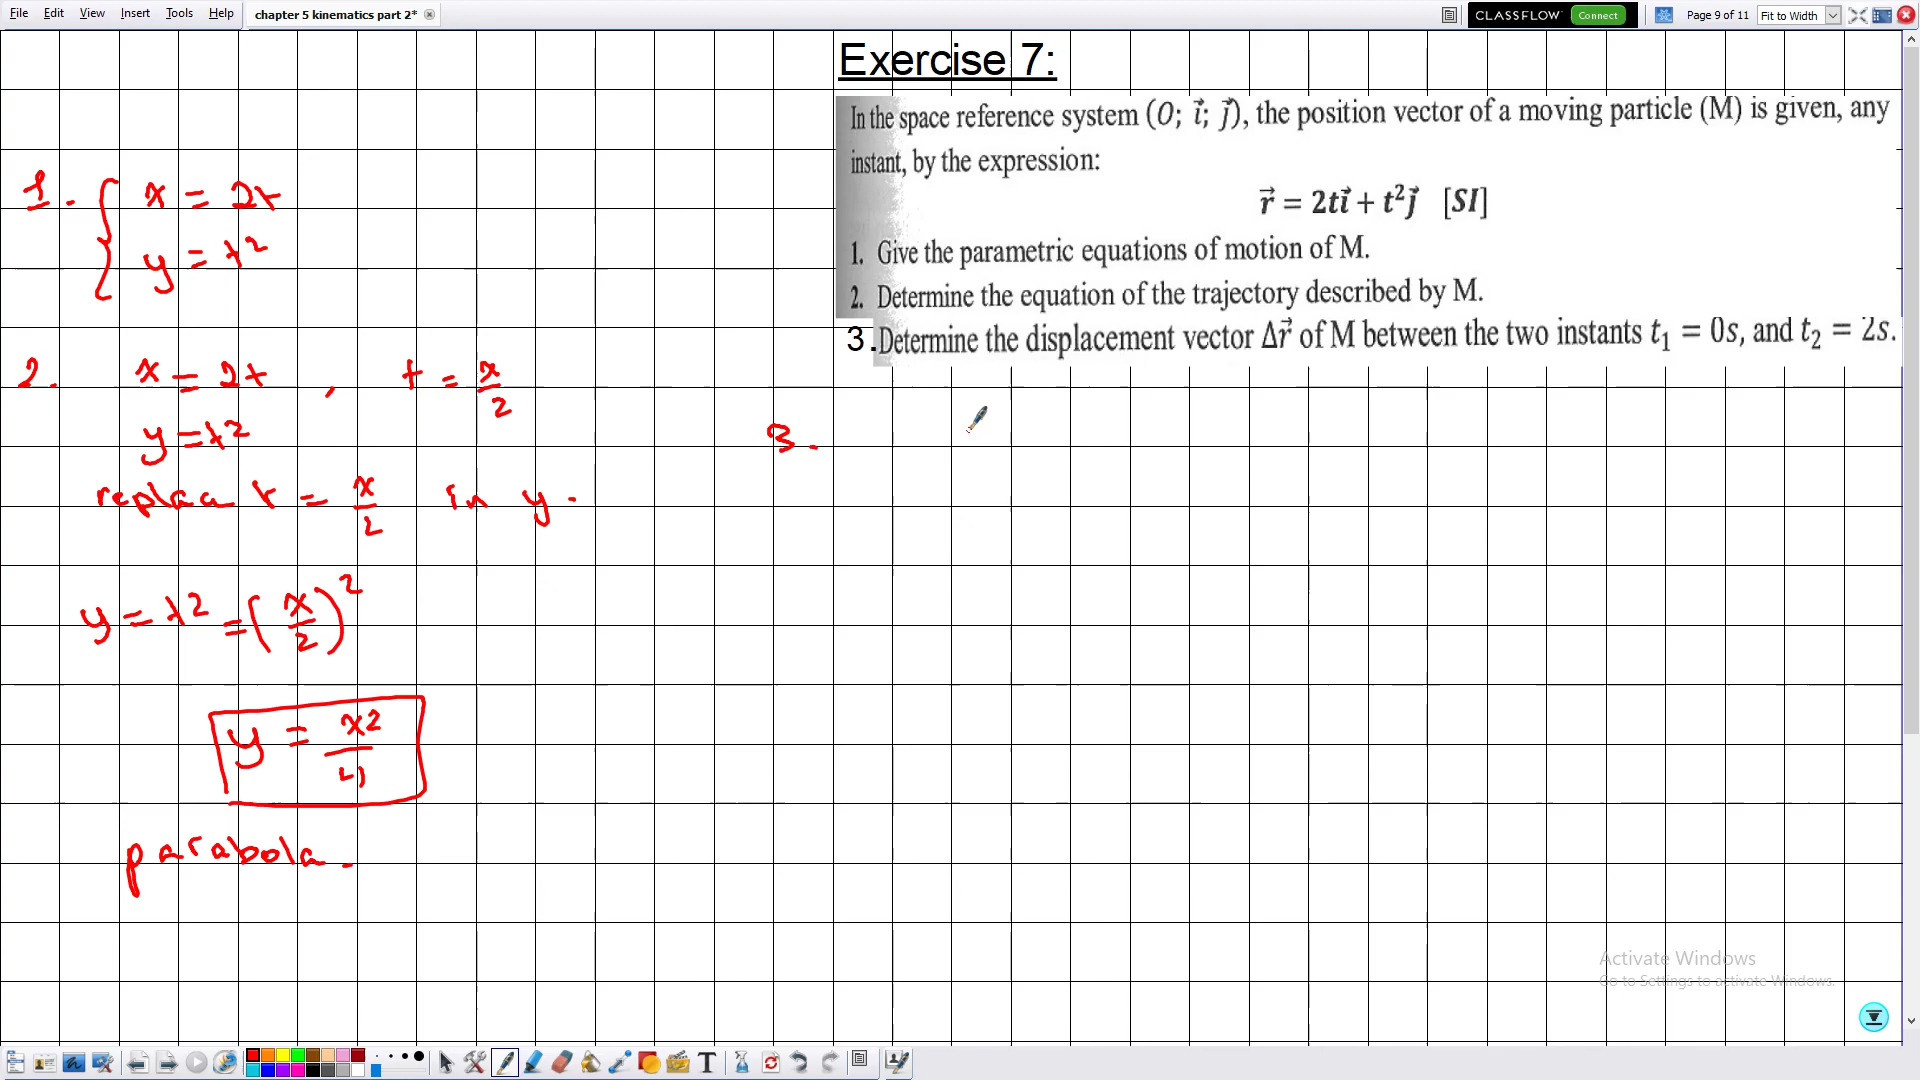 File Edit View Insert Tools Help
chapter 5 kinematics part 2*
CLASSFLOW Connect
Page 9 of 11 Fit to Width
Exercise 7:
In the space reference system (O; i⃗; j⃗), the position vector of a moving particle (M) is given, any
instant, by the expression:
r⃗ = 2ti⃗ + t²j⃗ [SI]
1. Give the parametric equations of motion of M.
2. Determine the equation of the trajectory described by M.
3. Determine the displacement vector Δr⃗ of M between the two instants t₁ = 0s, and t₂ = 2s.
1. { x = 2t
y = t²
2. x = 2t , t = x/2
y = t²
replace t = x/2 in y.
y = t² = (x/2)²
y = x²/4
parabola.
3.
Activate Windows
Go to Settings to activate Windows.
T